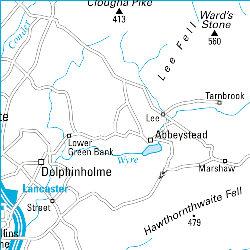 Clougha Pike
413
Ward's
Stone
560
Conder
Lee Fell
Tarnbrook
Lee
Abbeystead
Lower
Green Bank
Wyre
Marshaw
Dolphinholme
Lancaster
Street
Hawthornthwaite Fell
479